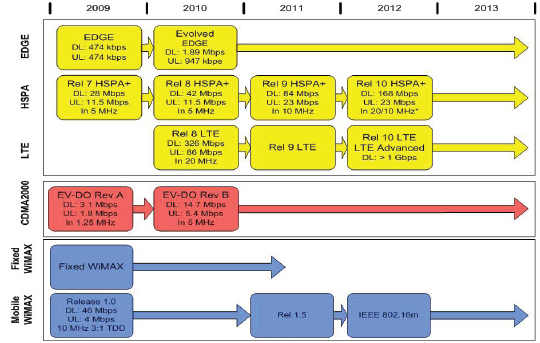 2009 2010 2011 2012 2013
EDGE
EDGE
DL: 474 kbps
UL: 474 kbps
Evolved
EDGE
DL: 1.89 Mbps
UL: 947 kbps
HSPA
Rel 7 HSPA+
DL: 28 Mbps
UL: 11.5 Mbps
In 5 MHz
Rel 8 HSPA+
DL: 42 Mbps
UL: 11.5 Mbps
In 5 MHz
Rel 9 HSPA+
DL: 84 Mbps
UL: 23 Mbps
In 10 MHz
Rel 10 HSPA+
DL: 168 Mbps
UL: 23 Mbps
In 20/10 MHz*
LTE
Rel 8 LTE
DL: 326 Mbps
UL: 86 Mbps
In 20 MHz
Rel 9 LTE
Rel 10 LTE
LTE Advanced
DL: > 1 Gbps
CDMA2000
EV-DO Rev A
DL: 3.1 Mbps
UL: 1.8 Mbps
In 1.25 MHz
EV-DO Rev B
DL: 14.7 Mbps
UL: 5.4 Mbps
In 5 MHz
Fixed
WiMAX
Fixed WiMAX
Mobile
WiMAX
Release 1.0
DL: 46 Mbps
UL: 4 Mbps
10 MHz 3:1 TDD
Rel 1.5
IEEE 802.16m